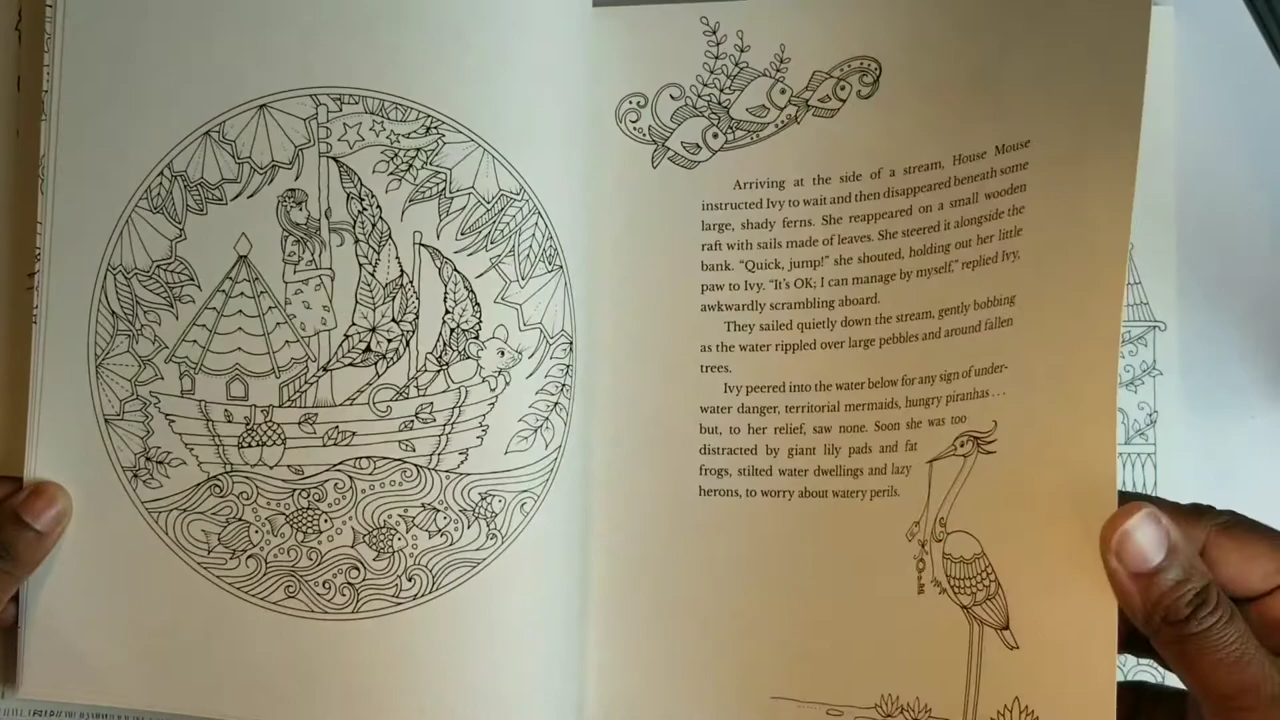 Arriving at the side of a stream, House Mouse
instructed Ivy to wait and then disappeared beneath some
large, shady ferns. She reappeared on a small wooden
raft with sails made of leaves. She steered it alongside the
bank. “Quick, jump!” she shouted, holding out her little
paw to Ivy. “It’s OK; I can manage by myself,” replied Ivy,
awkwardly scrambling aboard.
They sailed quietly down the stream, gently bobbing
as the water rippled over large pebbles and around fallen
trees.
Ivy peered into the water below for any sign of under-
water danger, territorial mermaids, hungry piranhas . . .
but, to her relief, saw none. Soon she was too
distracted by giant lily pads and fat
frogs, stilted water dwellings and lazy
herons, to worry about watery perils.